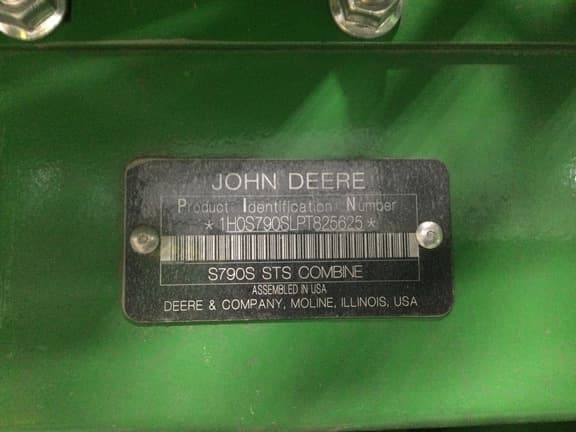 JOHN DEERE
Product Identification Number
*1H0S790SLPT825625*
S790S STS COMBINE
ASSEMBLED IN USA
DEERE & COMPANY, MOLINE, ILLINOIS, USA